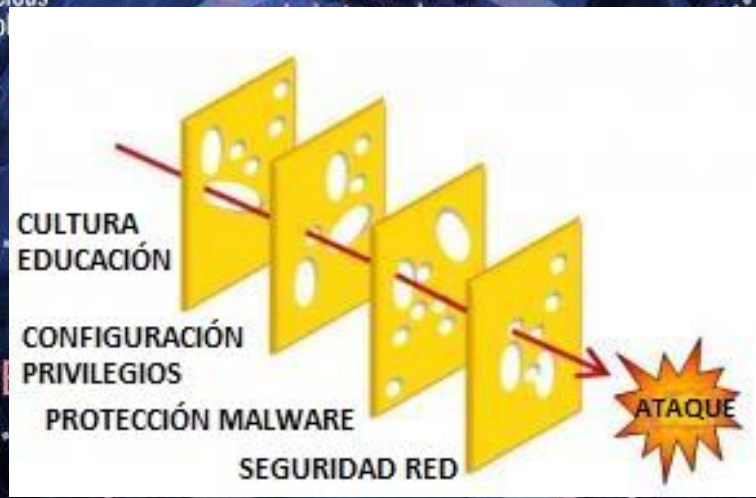 CULTURA
EDUCACIÓN
CONFIGURACIÓN
PRIVILEGIOS
PROTECCIÓN MALWARE
SEGURIDAD RED
ATAQUE